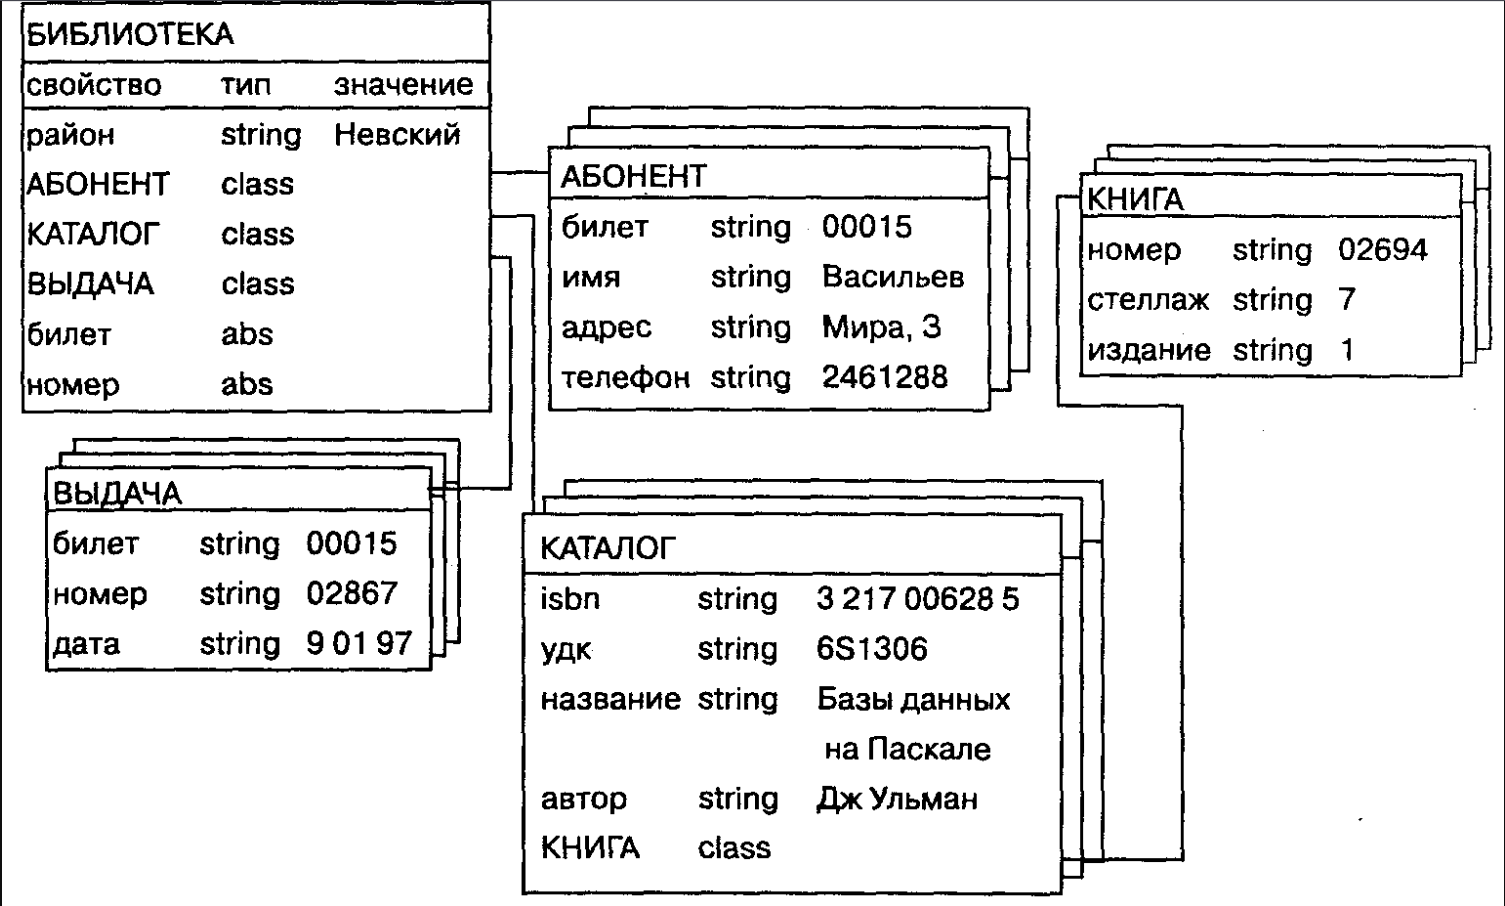 БИБЛИОТЕКА
свойство тип значение
район string Невский
АБОНЕНТ class
КАТАЛОГ class
ВЫДАЧА class
билет abs
номер abs
АБОНЕНТ
билет string 00015
имя string Васильев
адрес string Мира, 3
телефон string 2461288
КНИГА
номер string 02694
стеллаж string 7
издание string 1
ВЫДАЧА
билет string 00015
номер string 02867
дата string 9 01 97
КАТАЛОГ
isbn string 3 217 00628 5
удк string 6S1306
название string Базы данных
на Паскале
автор string Дж Ульман
КНИГА class